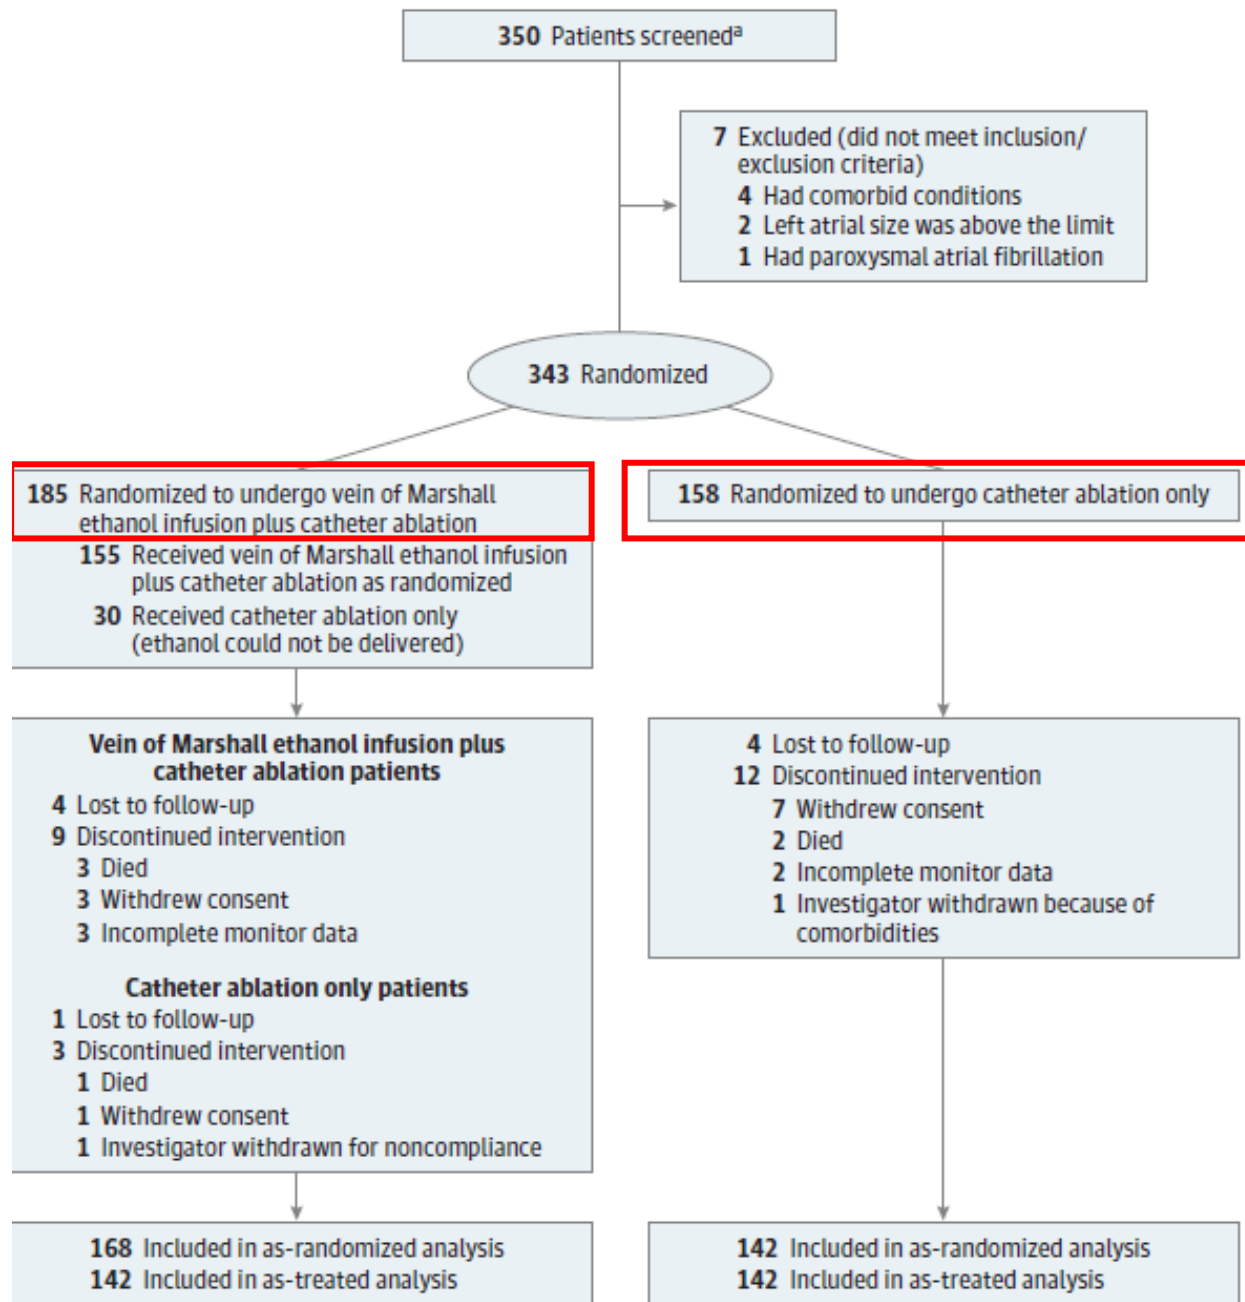 350 Patients screenedª
7 Excluded (did not meet inclusion/
exclusion criteria)
4 Had comorbid conditions
2 Left atrial size was above the limit
1 Had paroxysmal atrial fibrillation
343 Randomized
185 Randomized to undergo vein of Marshall
ethanol infusion plus catheter ablation
155 Received vein of Marshall ethanol infusion
plus catheter ablation as randomized
30 Received catheter ablation only
(ethanol could not be delivered)
158 Randomized to undergo catheter ablation only
Vein of Marshall ethanol infusion plus
catheter ablation patients
4 Lost to follow-up
9 Discontinued intervention
3 Died
3 Withdrew consent
3 Incomplete monitor data
Catheter ablation only patients
1 Lost to follow-up
3 Discontinued intervention
1 Died
1 Withdrew consent
1 Investigator withdrawn for noncompliance
4 Lost to follow-up
12 Discontinued intervention
7 Withdrew consent
2 Died
2 Incomplete monitor data
1 Investigator withdrawn because of
comorbidities
168 Included in as-randomized analysis
142 Included in as-treated analysis
142 Included in as-randomized analysis
142 Included in as-treated analysis